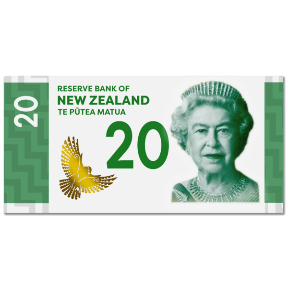 20
RESERVE BANK OF
NEW ZEALAND
TE PŪTEA MATUA
20